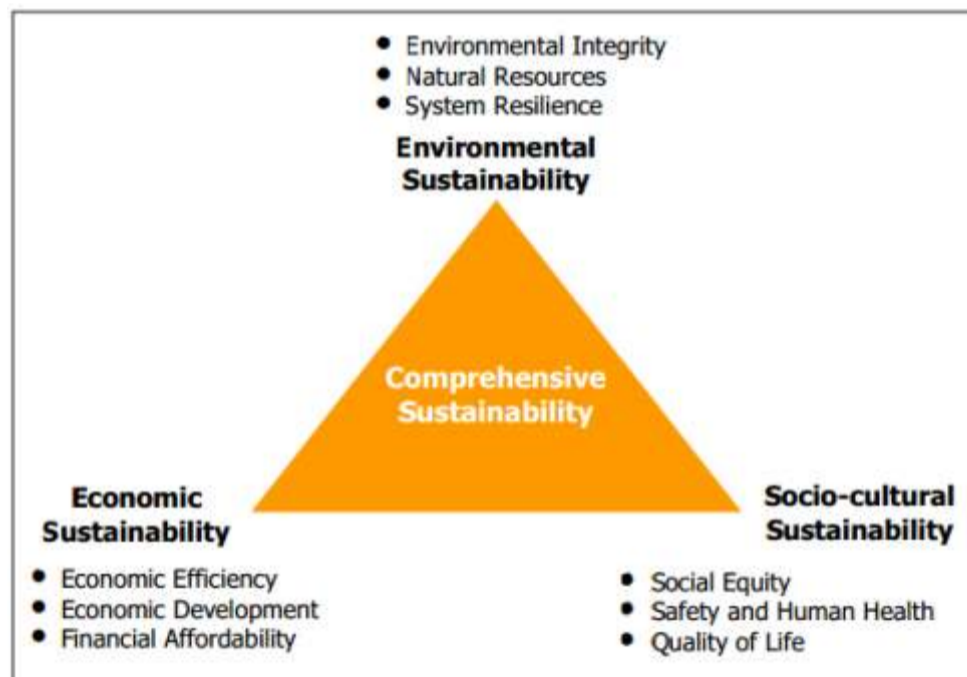 • Environmental Integrity
• Natural Resources
• System Resilience
Environmental
Sustainability
Comprehensive
Sustainability
Economic
Sustainability
• Economic Efficiency
• Economic Development
• Financial Affordability
Socio-cultural
Sustainability
• Social Equity
• Safety and Human Health
• Quality of Life